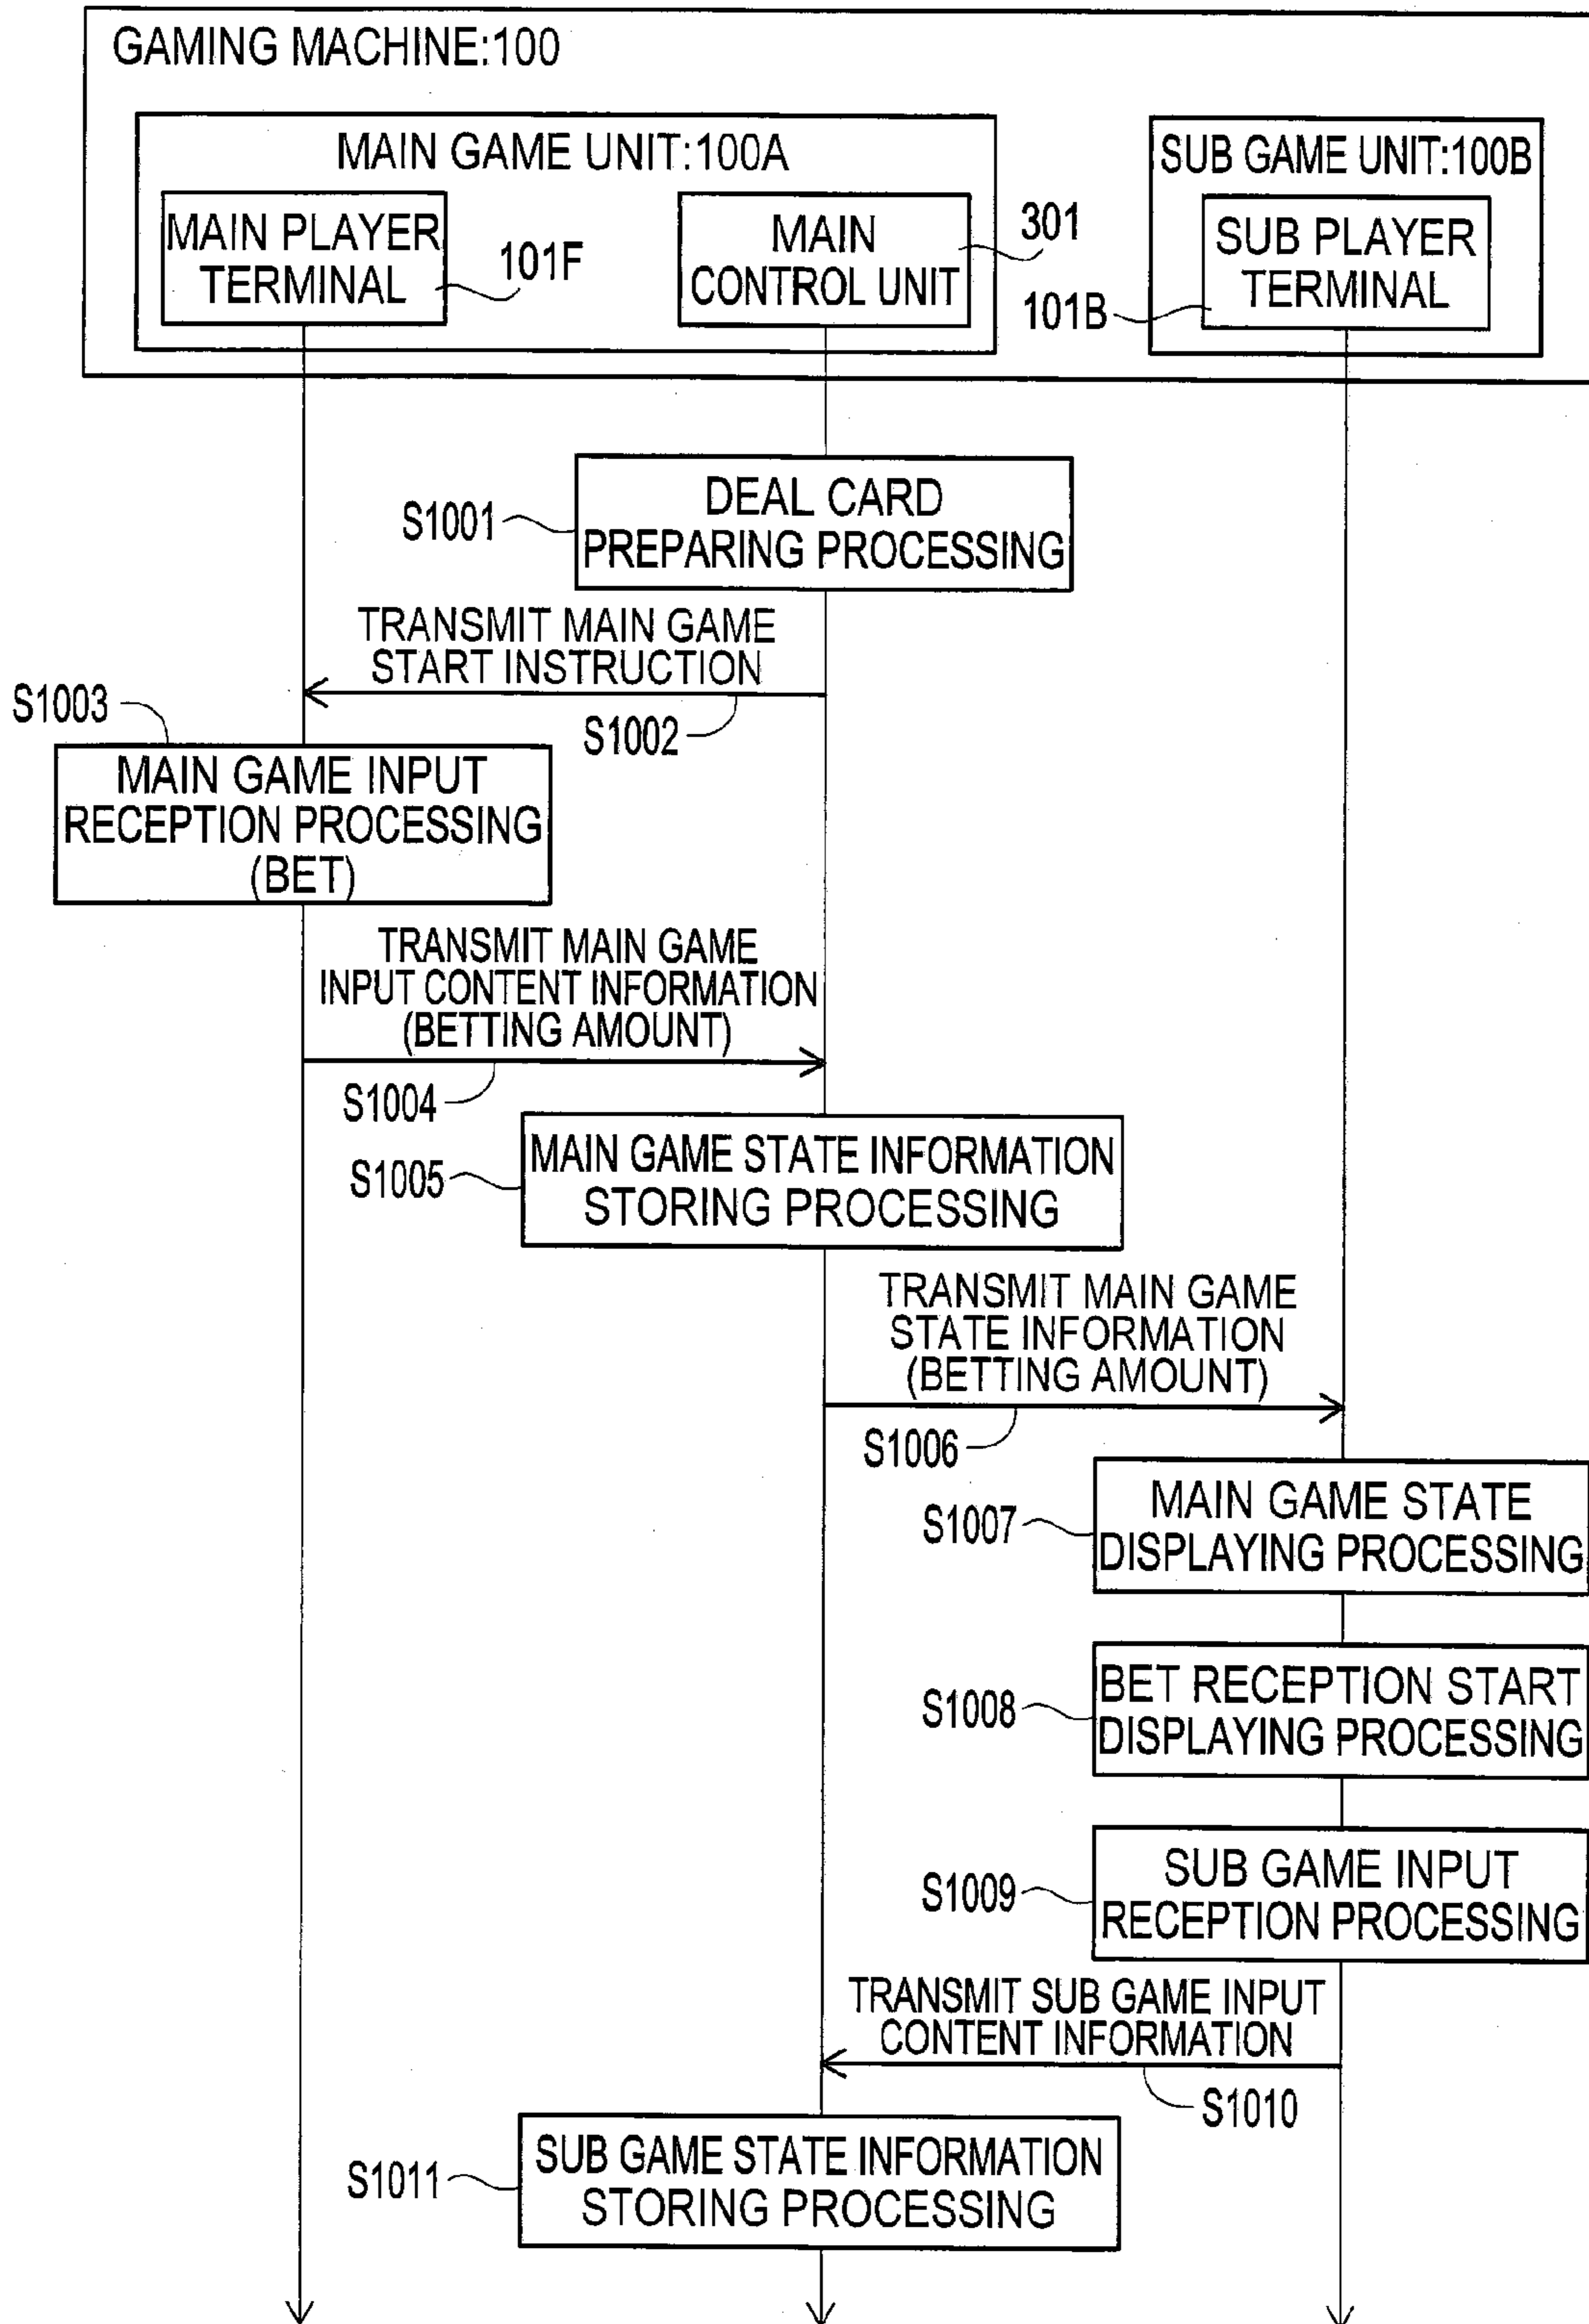 GAMING MACHINE:100
MAIN GAME UNIT:100A
MAIN PLAYER
TERMINAL
101F
MAIN
CONTROL UNIT
301
SUB GAME UNIT:100B
SUB PLAYER
TERMINAL
101B
S1001
DEAL CARD
PREPARING PROCESSING
TRANSMIT MAIN GAME
START INSTRUCTION
S1002
S1003
MAIN GAME INPUT
RECEPTION PROCESSING
(BET)
TRANSMIT MAIN GAME
INPUT CONTENT INFORMATION
(BETTING AMOUNT)
S1004
S1005
MAIN GAME STATE INFORMATION
STORING PROCESSING
TRANSMIT MAIN GAME
STATE INFORMATION
(BETTING AMOUNT)
S1006
S1007
MAIN GAME STATE
DISPLAYING PROCESSING
S1008
BET RECEPTION START
DISPLAYING PROCESSING
S1009
SUB GAME INPUT
RECEPTION PROCESSING
TRANSMIT SUB GAME INPUT
CONTENT INFORMATION
S1010
S1011
SUB GAME STATE INFORMATION
STORING PROCESSING